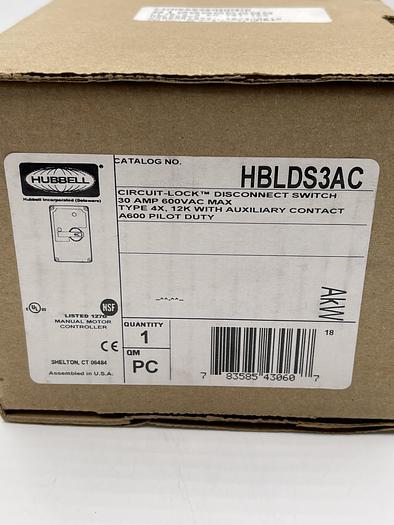 HUBBELL
Hubbell Incorporated (Delaware)
CATALOG NO.
HBLDS3AC
CIRCUIT-LOCK™ DISCONNECT SWITCH
30 AMP 600VAC MAX
TYPE 4X, 12K WITH AUXILIARY CONTACT
A600 PILOT DUTY
UL
NSF
LISTED 127G
MANUAL MOTOR
CONTROLLER
CE
SHELTON, CT 06484
Assembled in U.S.A.
QUANTITY
1
QM
PC
AKW
18
7 83585 43060 7